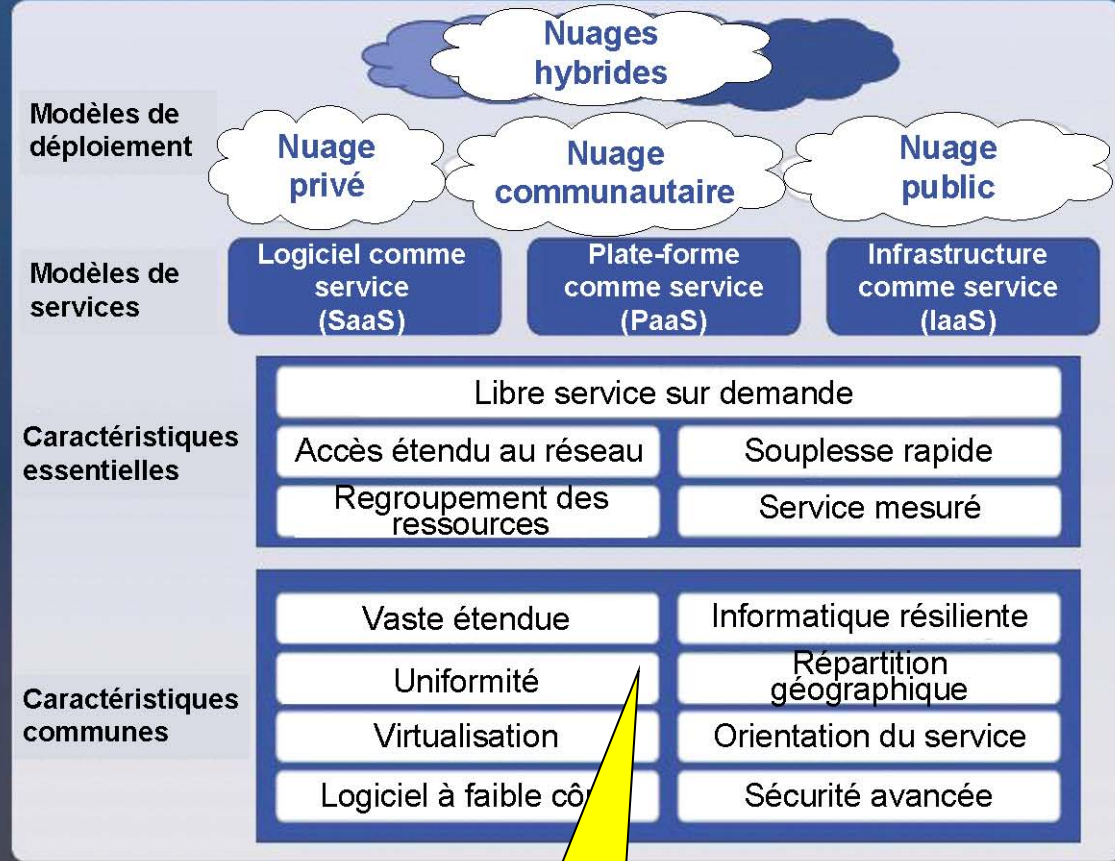 Nuages
hybrides
Modèles de
déploiement
Nuage
privé
Nuage
communautaire
Nuage
public
Modèles de
services
Logiciel comme
service
(SaaS)
Plate-forme
comme service
(PaaS)
Infrastructure
comme service
(IaaS)
Caractéristiques
essentielles
Libre service sur demande
Accès étendu au réseau
Souplesse rapide
Regroupement des
ressources
Service mesuré
Caractéristiques
communes
Vaste étendue
Informatique résiliente
Uniformité
Répartition
géographique
Virtualisation
Orientation du service
Logiciel à faible
Sécurité avancée